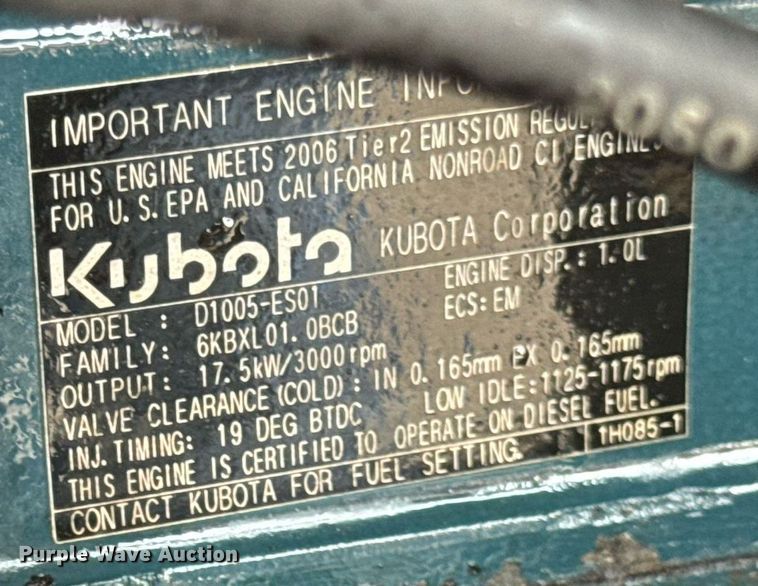 IMPORTANT ENGINE
THIS ENGINE MEETS 2006 Tier2 EMISSION
FOR U.S.EPA AND CALIFORNIA NONROAD CI ENGINES
Kubota KUBOTA Corporation
MODEL : D1005-ES01 ENGINE DISP.: 1.0L
FAMILY: 6KBXL01.0BCB ECS: EM
OUTPUT: 17.5kW/3000rpm
VALVE CLEARANCE(COLD): IN 0.165mm EX 0.165mm
INJ.TIMING: 19 DEG BTDC LOW IDLE:1125-1175rpm
THIS ENGINE IS CERTIFIED TO OPERATE ON DIESEL FUEL.
CONTACT KUBOTA FOR FUEL SETTING. 1H085-1
Purple Wave Auction